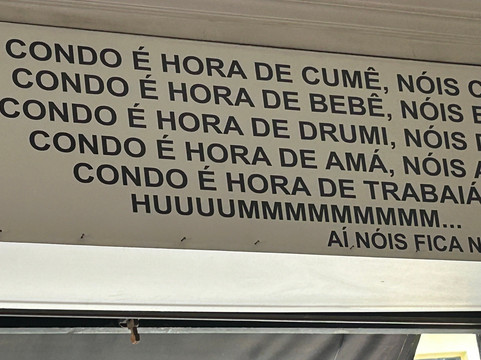 CONDO É HORA DE CUMÊ, NÓIS
CONDO É HORA DE BEBÊ, NÓIS
CONDO É HORA DE DRUMI, NÓIS
CONDO É HORA DE AMÁ, NÓIS
CONDO É HORA DE TRABAIÁ
HUUUUMMMMMMMMM...
AÍ NÓIS FICA